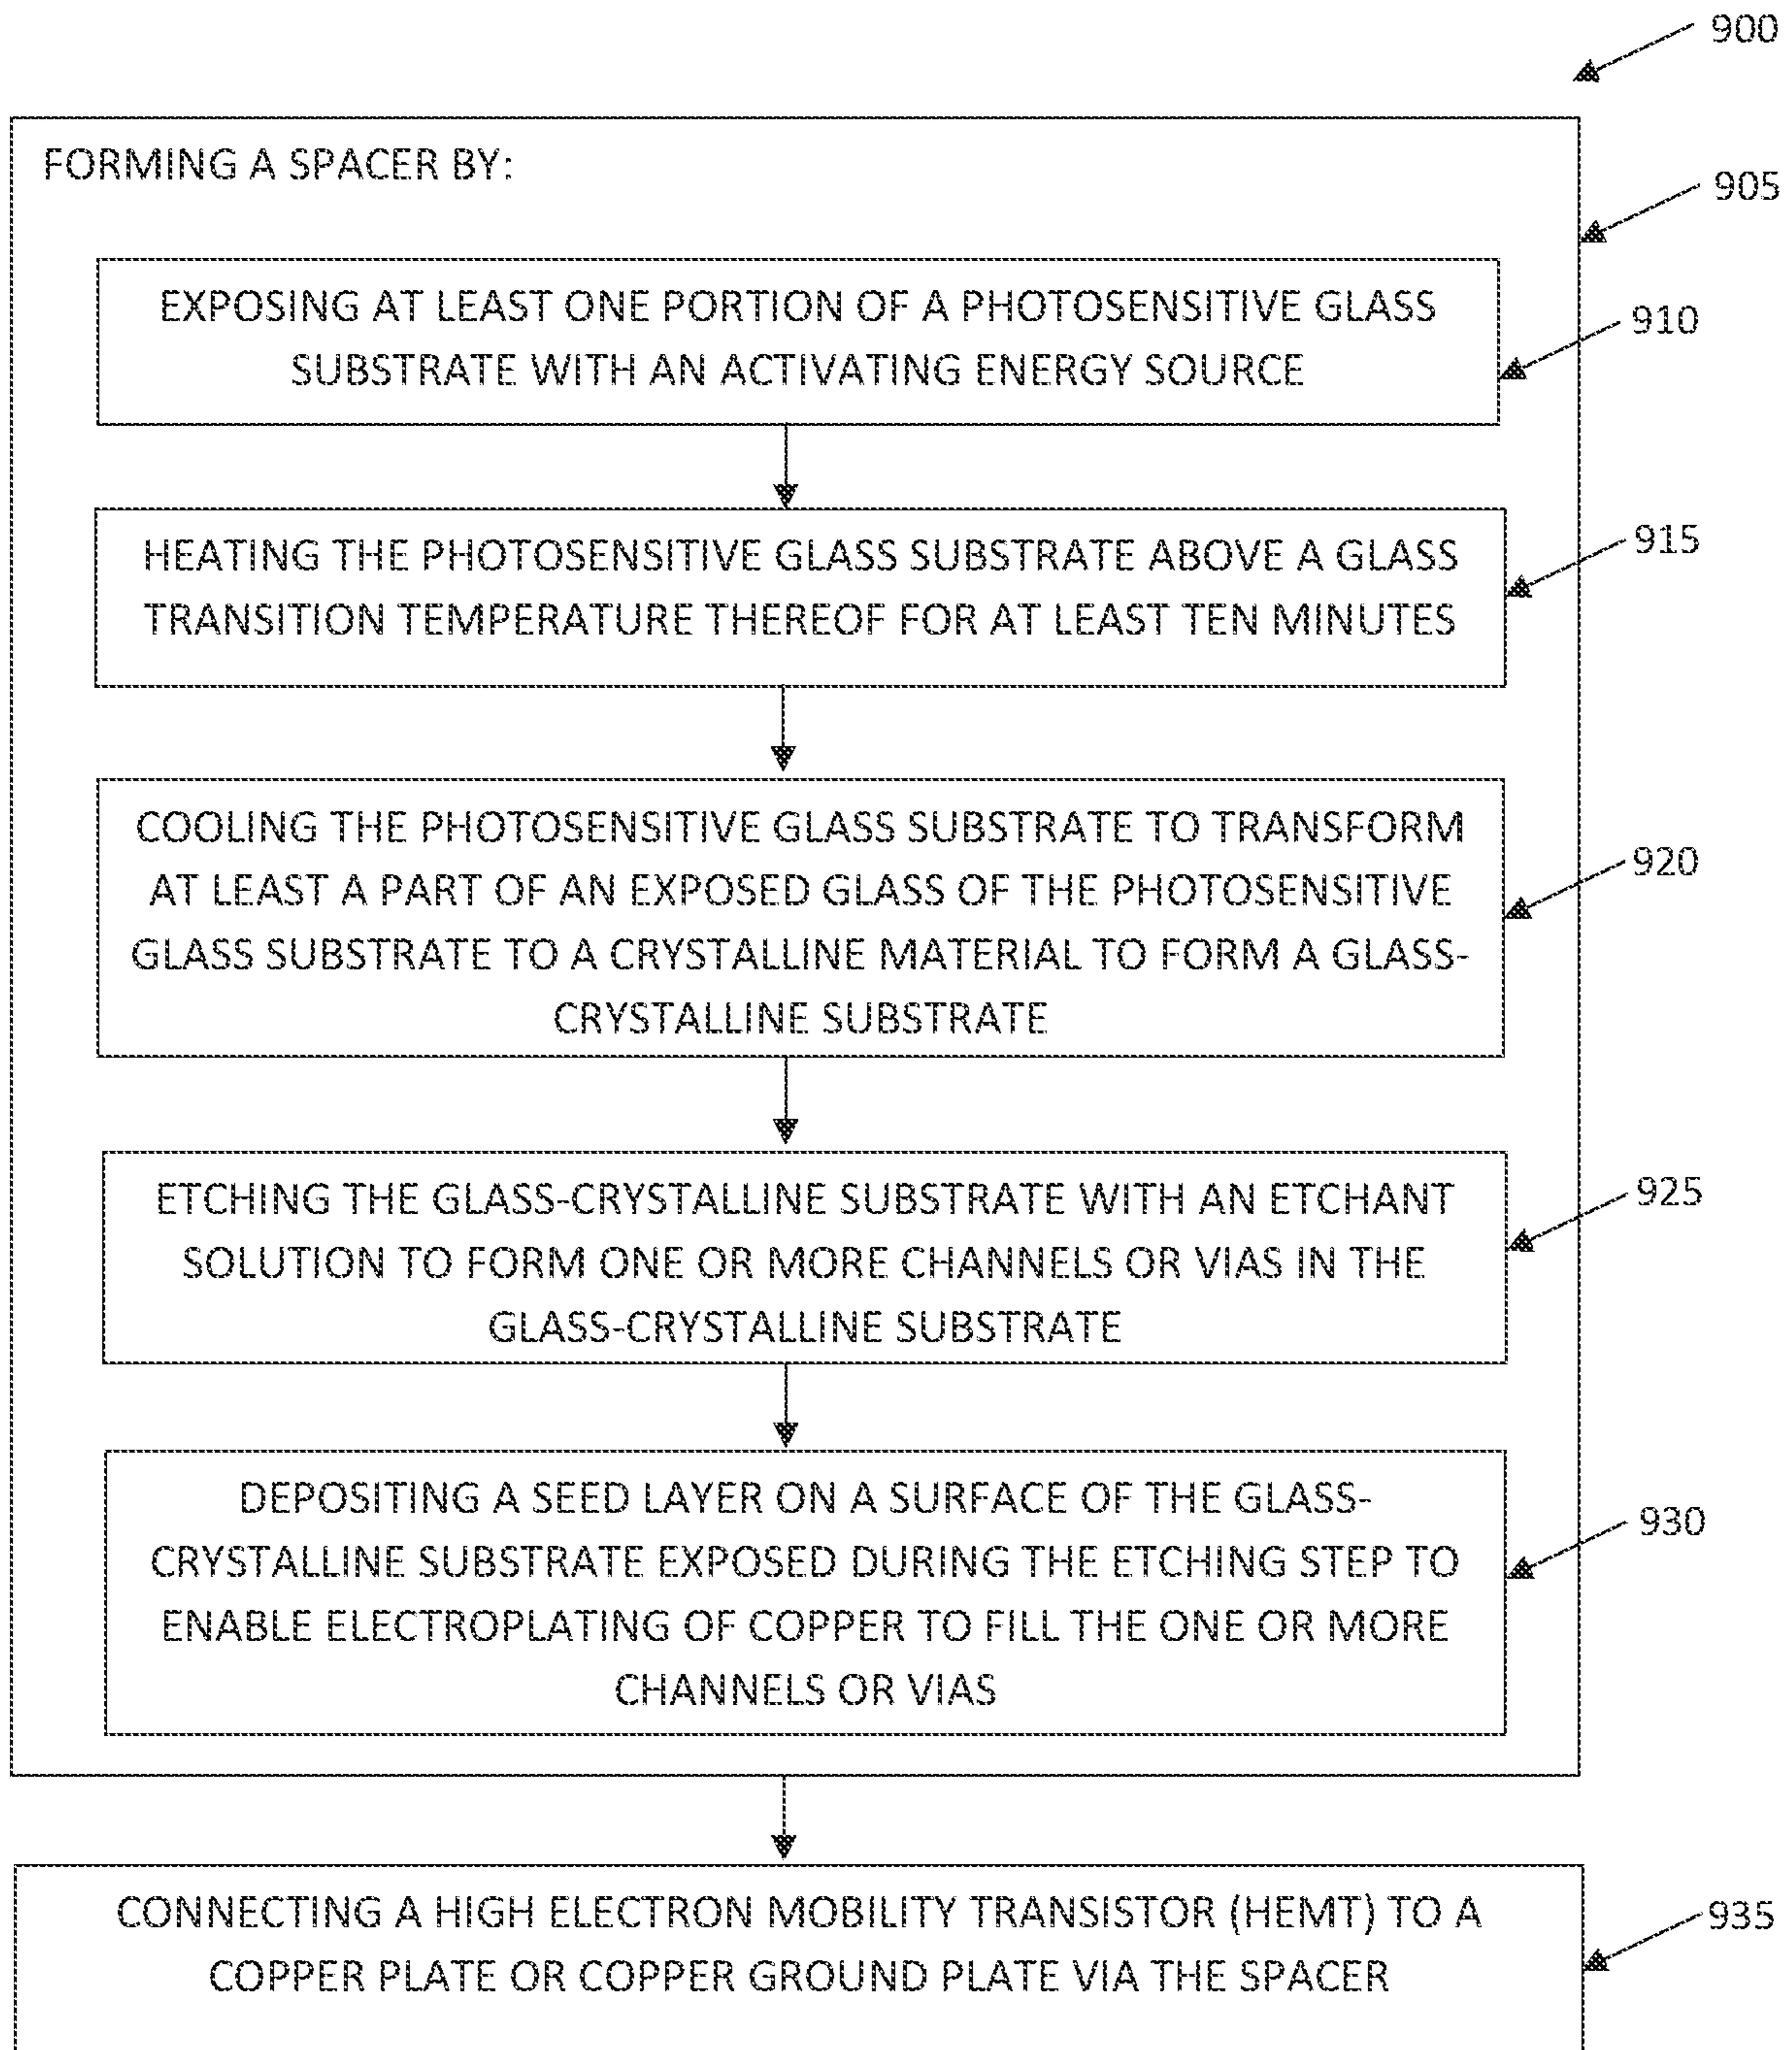 900
FORMING A SPACER BY:
905
EXPOSING AT LEAST ONE PORTION OF A PHOTOSENSITIVE GLASS
SUBSTRATE WITH AN ACTIVATING ENERGY SOURCE
910
HEATING THE PHOTOSENSITIVE GLASS SUBSTRATE ABOVE A GLASS
TRANSITION TEMPERATURE THEREOF FOR AT LEAST TEN MINUTES
915
COOLING THE PHOTOSENSITIVE GLASS SUBSTRATE TO TRANSFORM
AT LEAST A PART OF AN EXPOSED GLASS OF THE PHOTOSENSITIVE
GLASS SUBSTRATE TO A CRYSTALLINE MATERIAL TO FORM A GLASS-
CRYSTALLINE SUBSTRATE
920
ETCHING THE GLASS-CRYSTALLINE SUBSTRATE WITH AN ETCHANT
SOLUTION TO FORM ONE OR MORE CHANNELS OR VIAS IN THE
GLASS-CRYSTALLINE SUBSTRATE
925
DEPOSITING A SEED LAYER ON A SURFACE OF THE GLASS-
CRYSTALLINE SUBSTRATE EXPOSED DURING THE ETCHING STEP TO
ENABLE ELECTROPLATING OF COPPER TO FILL THE ONE OR MORE
CHANNELS OR VIAS
930
CONNECTING A HIGH ELECTRON MOBILITY TRANSISTOR (HEMT) TO A
COPPER PLATE OR COPPER GROUND PLATE VIA THE SPACER
935